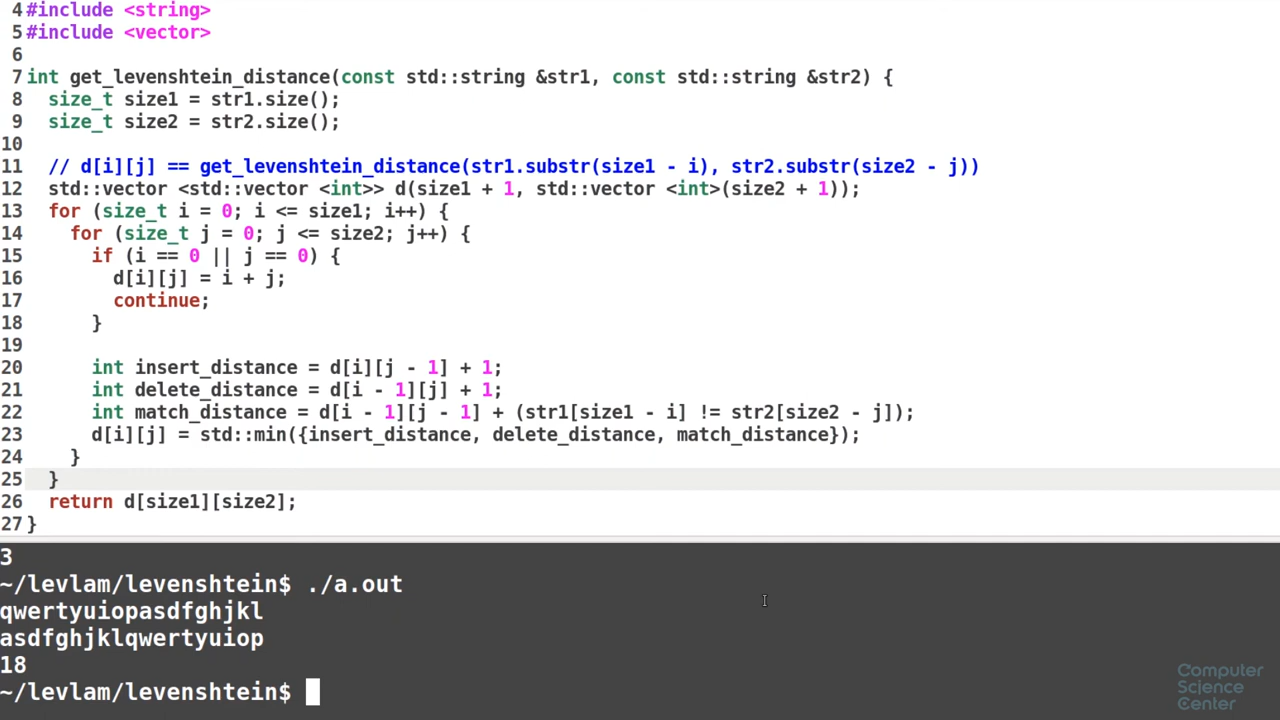 4 #include <string>
5 #include <vector>
6
7 int get_levenshtein_distance(const std::string &str1, const std::string &str2) {
8   size_t size1 = str1.size();
9   size_t size2 = str2.size();
10
11   // d[i][j] == get_levenshtein_distance(str1.substr(size1 - i), str2.substr(size2 - j))
12   std::vector <std::vector <int>> d(size1 + 1, std::vector <int>(size2 + 1));
13   for (size_t i = 0; i <= size1; i++) {
14     for (size_t j = 0; j <= size2; j++) {
15       if (i == 0 || j == 0) {
16         d[i][j] = i + j;
17         continue;
18       }
19
20       int insert_distance = d[i][j - 1] + 1;
21       int delete_distance = d[i - 1][j] + 1;
22       int match_distance = d[i - 1][j - 1] + (str1[size1 - i] != str2[size2 - j]);
23       d[i][j] = std::min({insert_distance, delete_distance, match_distance});
24     }
25   }
26   return d[size1][size2];
27 }
3
~/levlam/levenshtein$ ./a.out
qwertyuiopasdfghjkl
asdfghjklqwertyuiop
18
~/levlam/levenshtein$
Computer
Science
Center